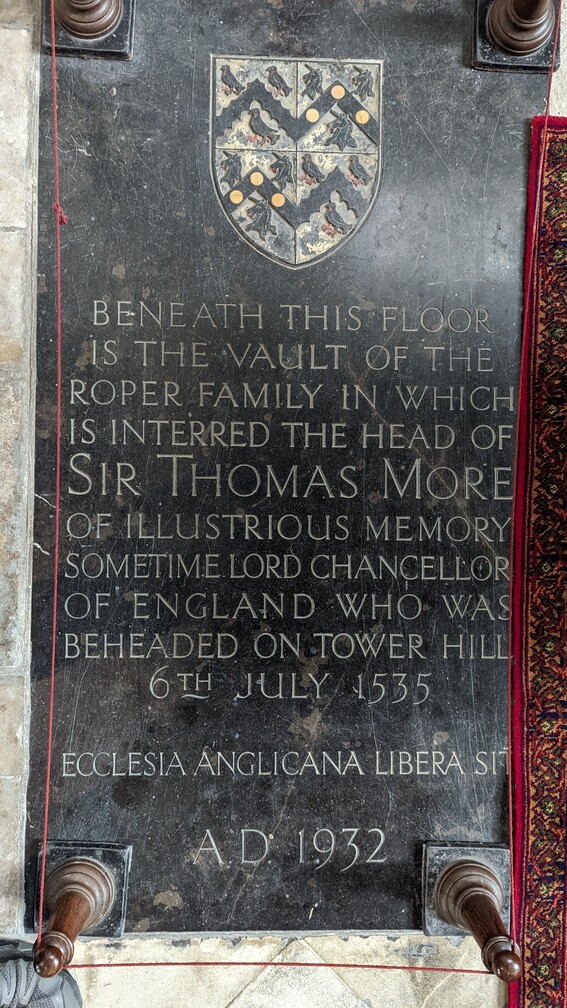 BENEATH THIS FLOOR
IS THE VAULT OF THE
ROPER FAMILY IN WHICH
IS INTERRED THE HEAD OF
SIR THOMAS MORE
OF ILLUSTRIOUS MEMORY
SOMETIME LORD CHANCELLOR
OF ENGLAND WHO WAS
BEHEADED ON TOWER HILL
6TH JULY 1535
ECCLESIA ANGLICANA LIBERA SIT
A.D. 1932